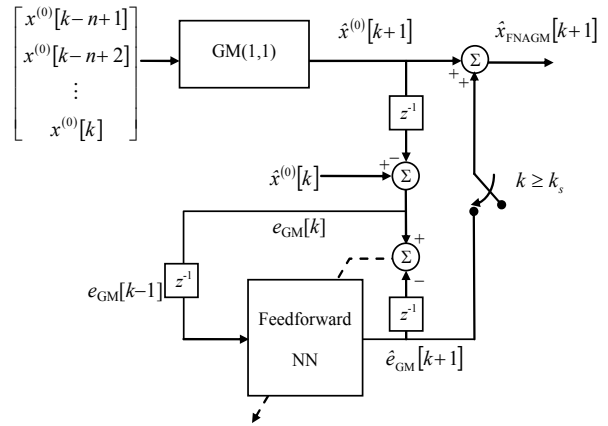 x^(0)[k-n+1]
x^(0)[k-n+2]
⋮
x^(0)[k]
GM(1,1)
x̂^(0)[k+1]
x̂_FNAGM[k+1]
Σ
+
+
z^-1
−
+
x̂^(0)[k]
Σ
k ≥ k_s
e_GM[k]
+
Σ
−
e_GM[k−1]
z^-1
z^-1
Feedforward
NN
ê_GM[k+1]